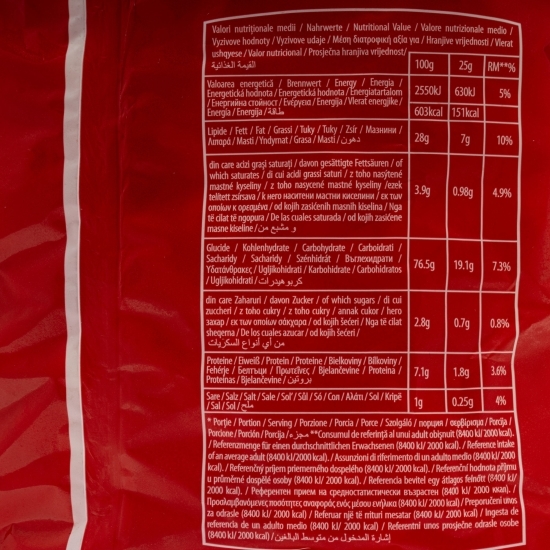 Valori nutriționale medii / Nahrwerte / Nutritional Value / Valore nutrizionale medio /
Vyzivove hodnoty / Vyzivove udaje / Μέση διατροφική αξία για / Hranjive vrijednosti / Vlerat
ushqyese / Valor nutricional / Prosječna hranjiva vrijednost/
القيمة الغذائية
100g 25g RM**%
Valoarea energetică / Brennwert / Energy / Energia /
Energetická hodnota / Energetická hodnota / Energiatartalom
/ Енергийна стойност / Ενέργεια / Energija / Vlerat energjike /
Energía / Energija / طاقة
2550kJ 630kJ 5%
603kcal 151kcal
Lipide / Fett / Fat / Grassi / Tuky / Tuky / Zsír / Мазнини /
Λιπαρά / Masti / Yndymat / Grasa / Masti / دهون
28g 7g 10%
din care acizi grași saturați / davon gesättigte Fettsäuren / of
which saturates / di cui acidi grassi saturi / z toho nasýtené
mastné kyseliny / z toho nasycené mastné kyseliny /ezek
telített zsírsava / к него наситени мастни киселини / εκ των
οποίων κ ορεσμένα / od kojih zasićenih masnih kiselina / Nga
të cilat të ngopura / De las cuales saturada / od kojih zasićene
masne kiseline / و مشبع من
3.9g 0.98g 4.9%
Glucide / Kohlenhydrate / Carbohydrate / Carboidrati /
Sacharidy / Sacharidy / Szénhidrát / Въглехидрати /
Υδατάνθρακες / Ugljikohidrati / Karbohidrate / Carbohidratos
/ Ugljikohidrati / كربوهيدرات
76.5g 19.1g 7.3%
din care Zaharuri / davon Zucker / of which sugars / di cui
zuccheri / z toho cukry / z toho cukry / annak cukor / hero
захар / εκ των οποίων σάκχαρα / od kojih šećeri / Nga të cilat
sheqerna / De los cuales azucar / od kojih šećeri /
من أي أنواع السكريات
2.8g 0.7g 0.8%
Proteine / Eiweiß / Protein / Proteine / Bielkoviny / Bílkoviny /
Fehérje / Белтъци / Πρωτεΐνες / Bjelančevine / Proteina /
Proteinas / Bjelančevine / بروتين
7.1g 1.8g 3.6%
Sare / Salz / Salt / Sale / Soľ / Sůl / Só / Сол / Αλάτι / Sol / Kripë
/ Sal / Sol / ملح
1g 0.25g 4%
* Porție / Portion / Serving / Porzione / Porcia / Porce / Szolgáló / порция / σερβίρισμα / Porcija /
Porcione / Porción / Porcija / مجزء **Consumul de referință al unui adult obișnuit (8400 kJ/ 2000 kcal).
/ Referenzmenge für einen durchschnittlichen Erwachsenen (8400 kJ/ 2000 kcal). / Reference intake
of an average adult (8400 kJ/ 2000 kcal). / Assunzioni di riferimento di un adulto medio (8400 kJ/ 2000
kcal). / Referenčný príjem priemerného dospelého (8400 kJ/ 2000 kcal). / Referenční hodnota příjmu
u průměrné dospělé osoby (8400 kJ/ 2000 kcal). / Referencia bevitel egy átlagos felnőtt (8400 kJ/
2000 kcal). / Референтен прием на средностатистически възрастен (8400 kJ/ 2000 ккал). /
Προσλαμβανόμενες ποσότητες αναφοράς ενός μέσου ενήλικα (8400 kJ/ 2000 kcal) / Preporučeni unos
za odrasle (8400 kJ/ 2000 kcal) / Referuar një të rrituri mesatar (8400 kJ/ 2000 kcal) / Ingesta de
referencia de un adulto medio (8400 kJ/ 2000 kcal) / Referentni unos prosječne odrasle osobe
(8400 kJ/ 2000 kcal) / إشارة المدخول من متوسط البالغين